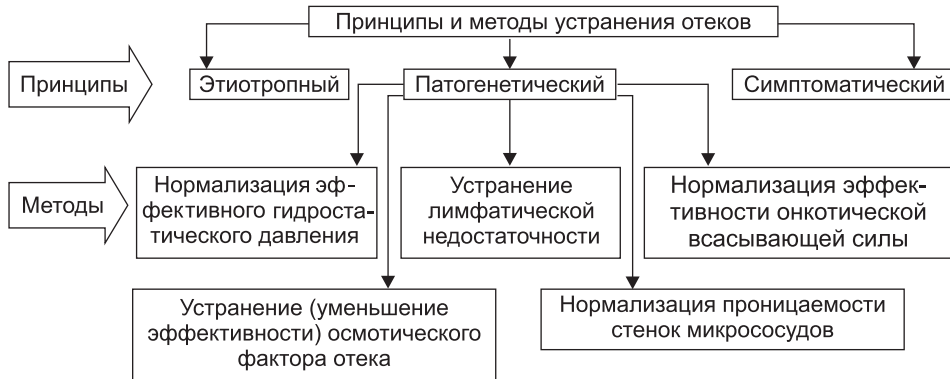 Принципы и методы устранения отеков
Принципы
Этиотропный
Патогенетический
Симптоматический
Методы
Нормализация эф-
фективного гидроста-
тического давления
Устранение
лимфатической
недостаточности
Нормализация эффек-
тивности онкотической
всасывающей силы
Устранение (уменьшение
эффективности) осмотического
фактора отека
Нормализация проницаемости
стенок микрососудов